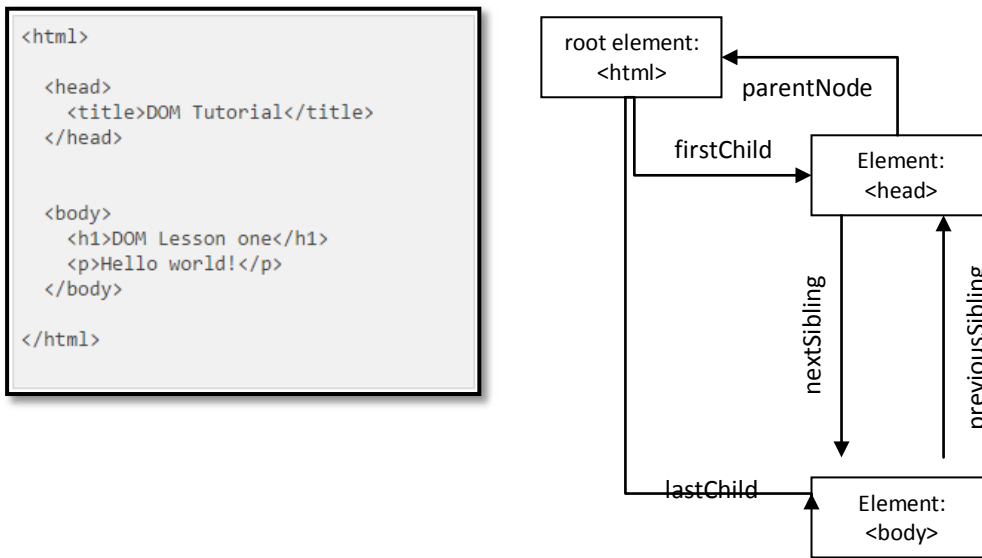 <html>
<head>
<title>DOM Tutorial</title>
</head>
<body>
<h1>DOM Lesson one</h1>
<p>Hello world!</p>
</body>
</html>
root element:
<html>
parentNode
firstChild
Element:
<head>
nextSibling
previousSibling
lastChild
Element:
<body>